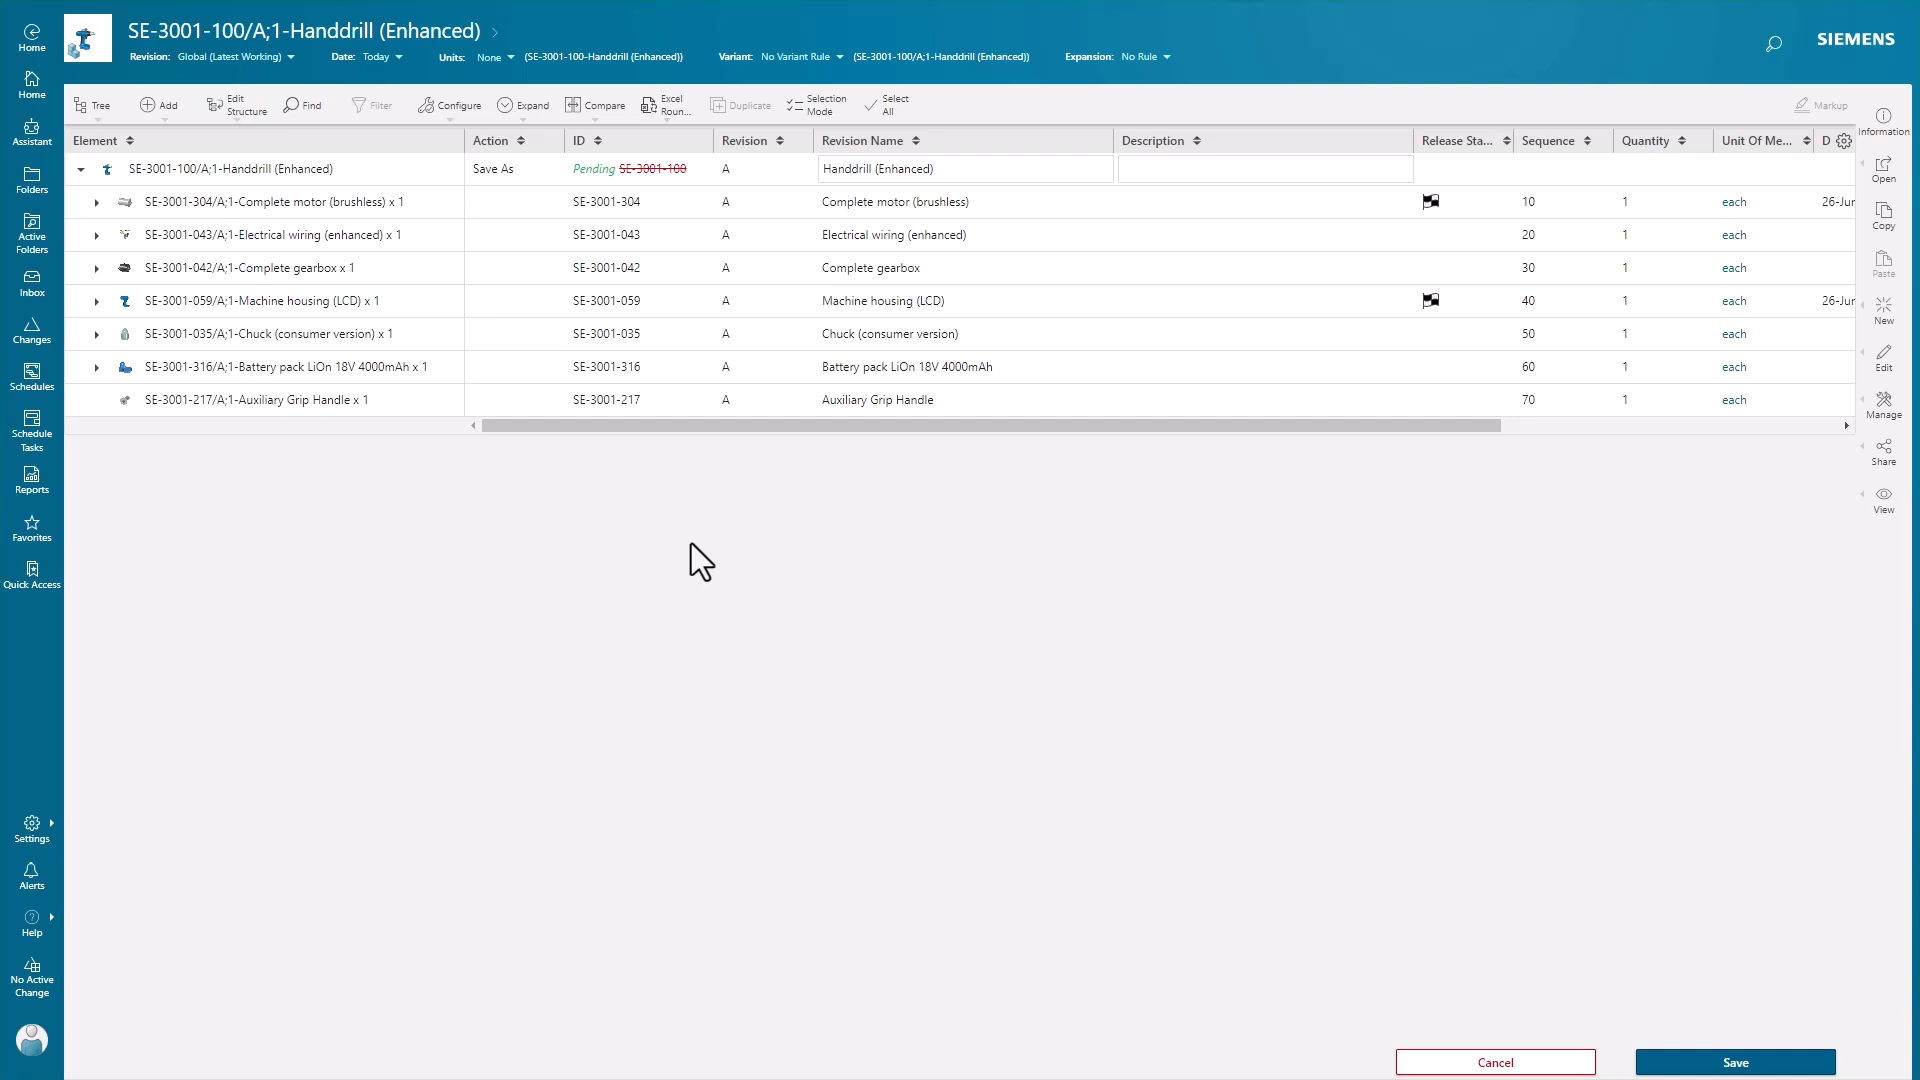 SE-3001-100/A;1-Handdrill (Enhanced)
SIEMENS
Revision: Global (Latest Working) Date: Today Units: None (SE-3001-100-Handdrill (Enhanced)) Variant: No Variant Rule (SE-3001-100/A;1-Handdrill (Enhanced)) Expansion: No Rule
Home
Home
Assistant
Folders
Active
Folders
Inbox
Changes
Schedules
Schedule
Tasks
Reports
Favorites
Quick Access
Settings
Alerts
Help
No Active
Change
Tree
Add
Edit
Structure
Find
Filter
Configure
Expand
Compare
Excel
Roun...
Duplicate
Selection
Mode
Select
All
Markup
Element Action ID Revision Revision Name Description Release Sta... Sequence Quantity Unit Of Me... D
SE-3001-100/A;1-Handdrill (Enhanced) Save As Pending SE-3001-100 A Handdrill (Enhanced)
SE-3001-304/A;1-Complete motor (brushless) x 1 SE-3001-304 A Complete motor (brushless) 10 1 each 26-Jun
SE-3001-043/A;1-Electrical wiring (enhanced) x 1 SE-3001-043 A Electrical wiring (enhanced) 20 1 each
SE-3001-042/A;1-Complete gearbox x 1 SE-3001-042 A Complete gearbox 30 1 each
SE-3001-059/A;1-Machine housing (LCD) x 1 SE-3001-059 A Machine housing (LCD) 40 1 each 26-Jun
SE-3001-035/A;1-Chuck (consumer version) x 1 SE-3001-035 A Chuck (consumer version) 50 1 each
SE-3001-316/A;1-Battery pack LiOn 18V 4000mAh x 1 SE-3001-316 A Battery pack LiOn 18V 4000mAh 60 1 each
SE-3001-217/A;1-Auxiliary Grip Handle x 1 SE-3001-217 A Auxiliary Grip Handle 70 1 each
Information
Open
Copy
Paste
New
Edit
Manage
Share
View
Cancel
Save